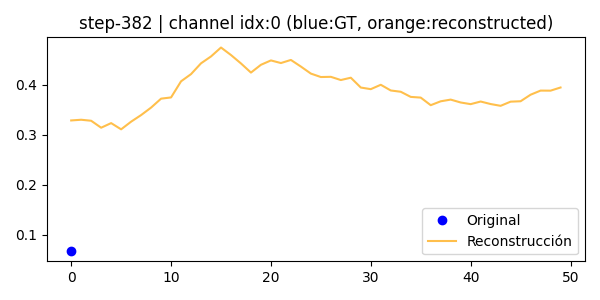 step-382 | channel idx:0 (blue:GT, orange:reconstructed)
0.4
0.3
0.2
0.1
0 10 20 30 40 50
Original
Reconstrucción